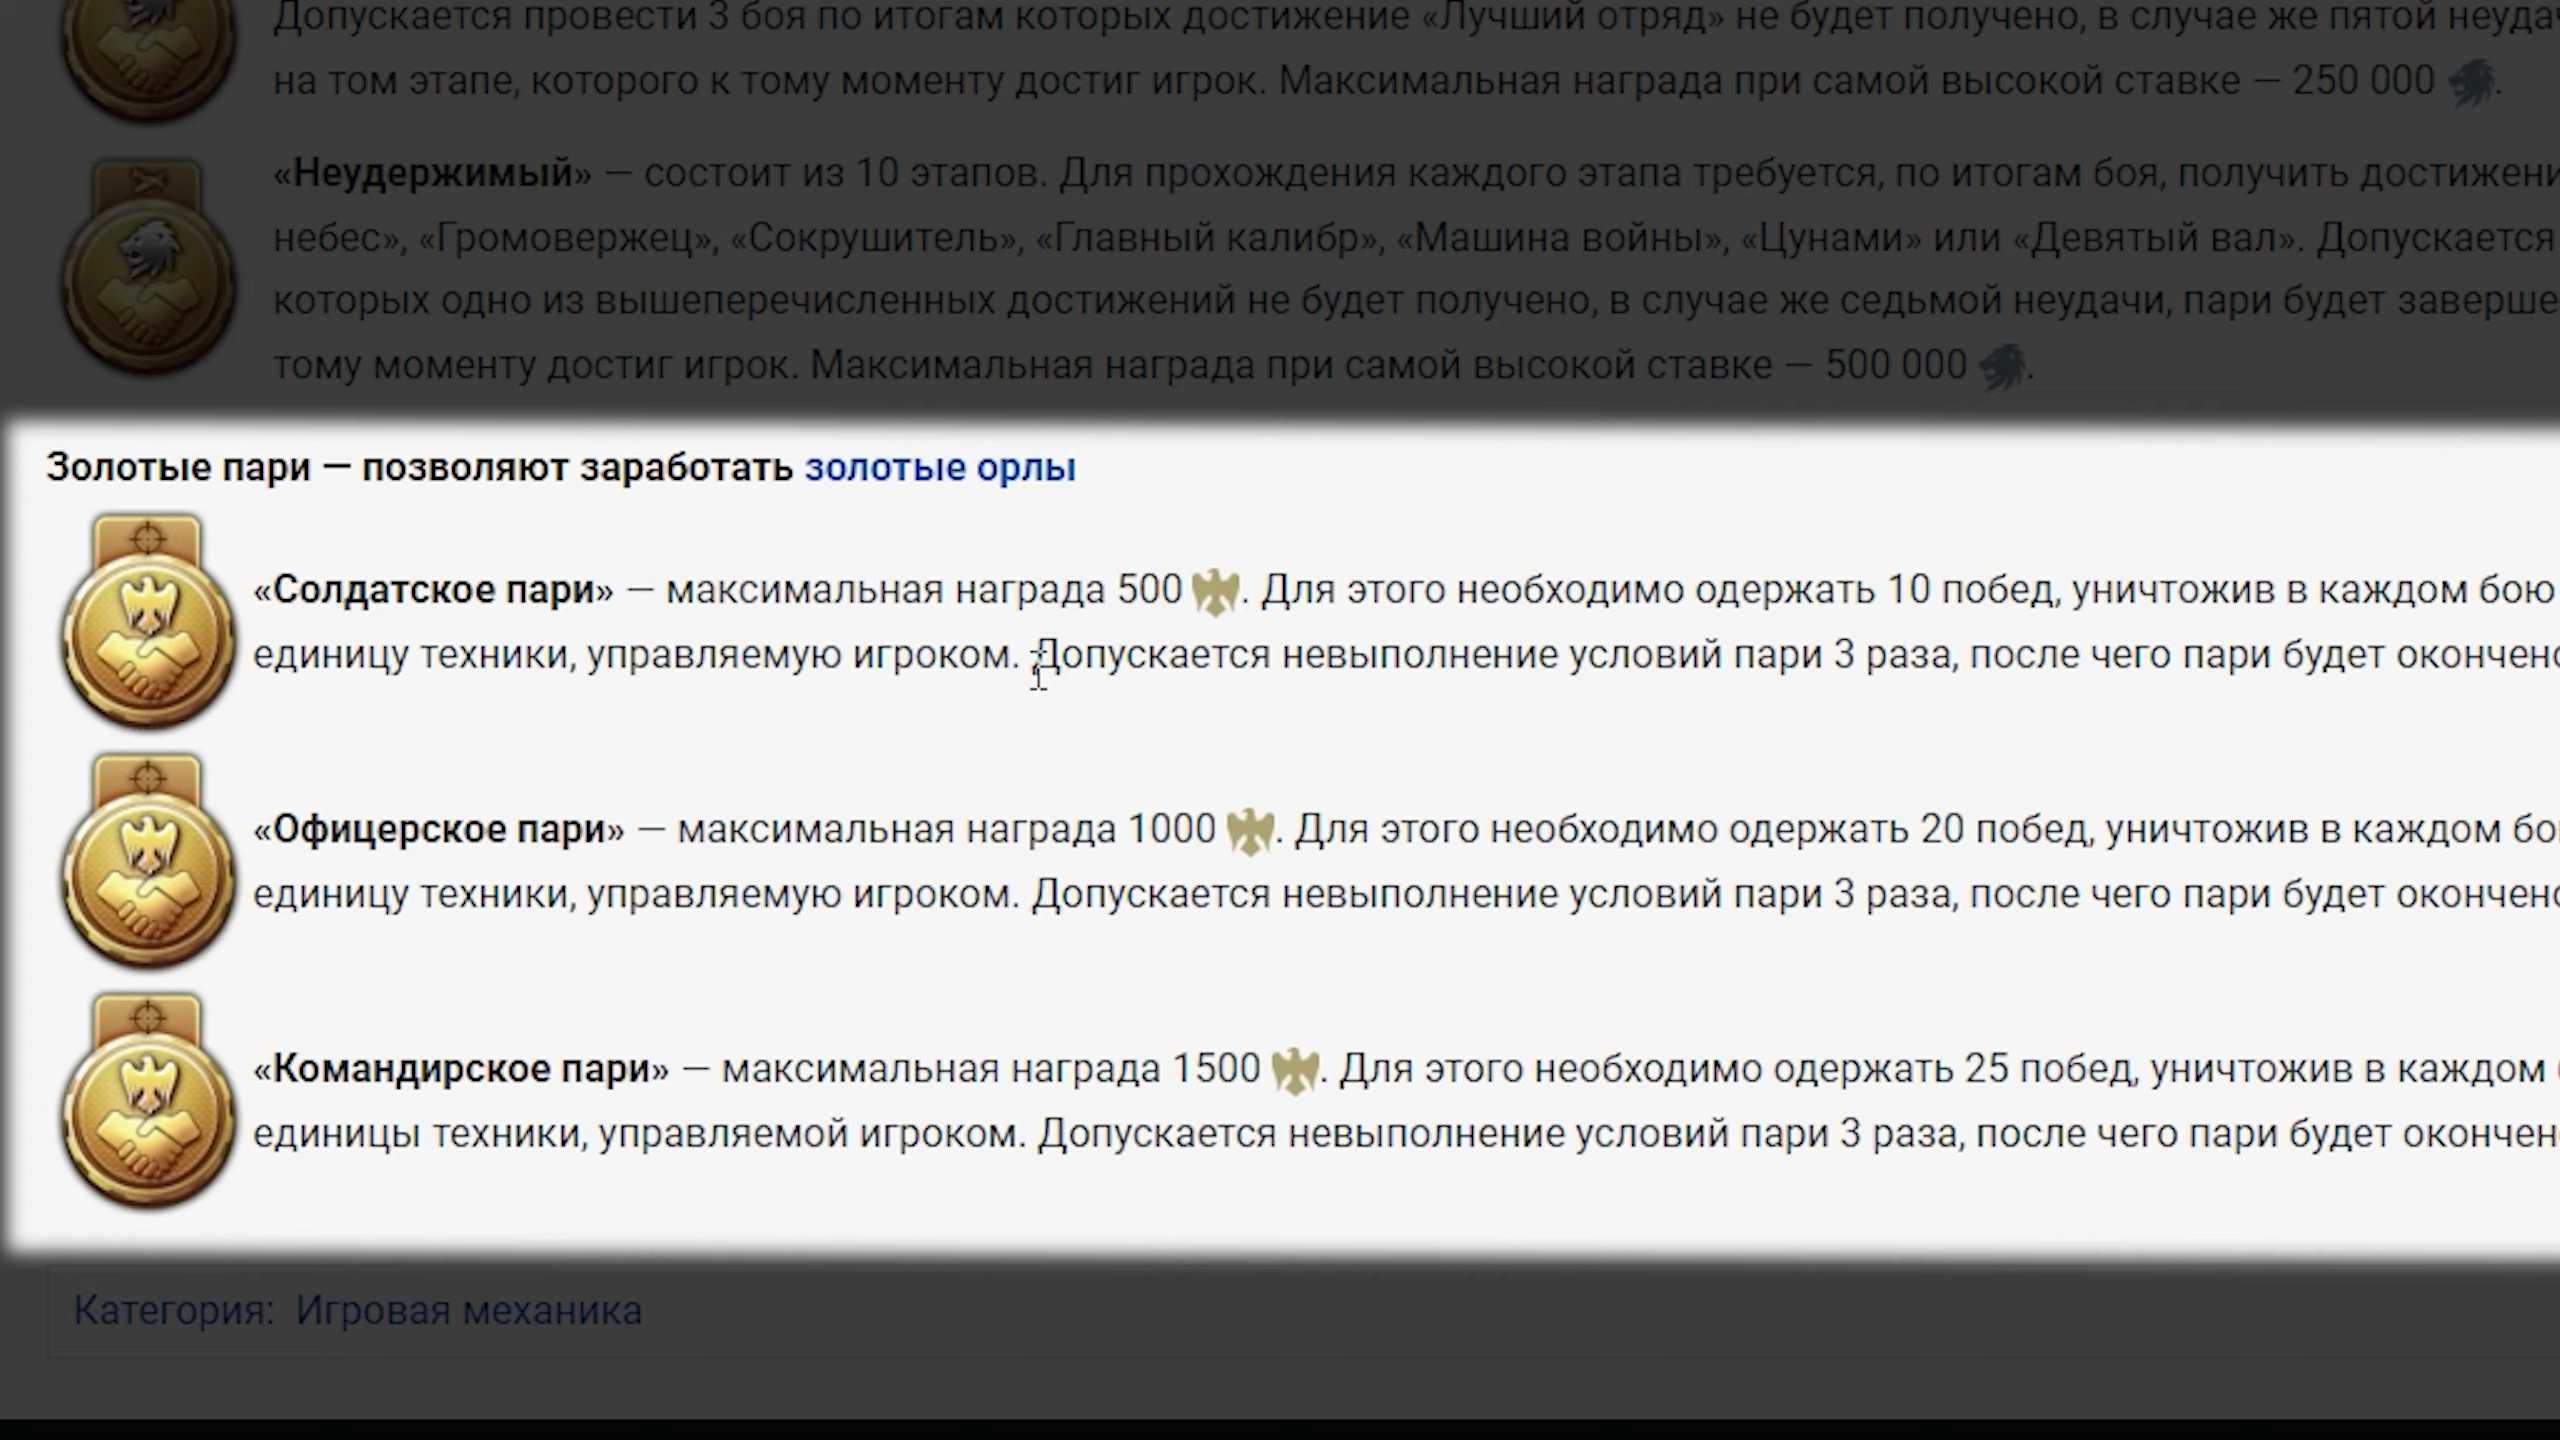 Допускается провести 3 боя по итогам которых достижение «Лучший отряд» не будет получено, в случае же пятой
на том этапе, которого к тому моменту достиг игрок. Максимальная награда при самой высокой ставке — 250 000 .
«Неудержимый» — состоит из 10 этапов. Для прохождения каждого этапа требуется, по итогам боя, получить
небес», «Громовержец», «Сокрушитель», «Главный калибр», «Машина войны», «Цунами» или «Девятый вал». Допускается
которых одно из вышеперечисленных достижений не будет получено, в случае же седьмой неудачи, пари будет
тому моменту достиг игрок. Максимальная награда при самой высокой ставке — 500 000 .
Золотые пари — позволяют заработать золотые орлы
«Солдатское пари» — максимальная награда 500 . Для этого необходимо одержать 10 побед, уничтожив в каждом бою
единицу техники, управляемую игроком. Допускается невыполнение условий пари 3 раза, после чего пари будет
«Офицерское пари» — максимальная награда 1000 . Для этого необходимо одержать 20 побед, уничтожив в каждом
единицу техники, управляемую игроком. Допускается невыполнение условий пари 3 раза, после чего пари будет
«Командирское пари» — максимальная награда 1500 . Для этого необходимо одержать 25 побед, уничтожив в каждом
единицы техники, управляемой игроком. Допускается невыполнение условий пари 3 раза, после чего пари будет
Категория: Игровая механика